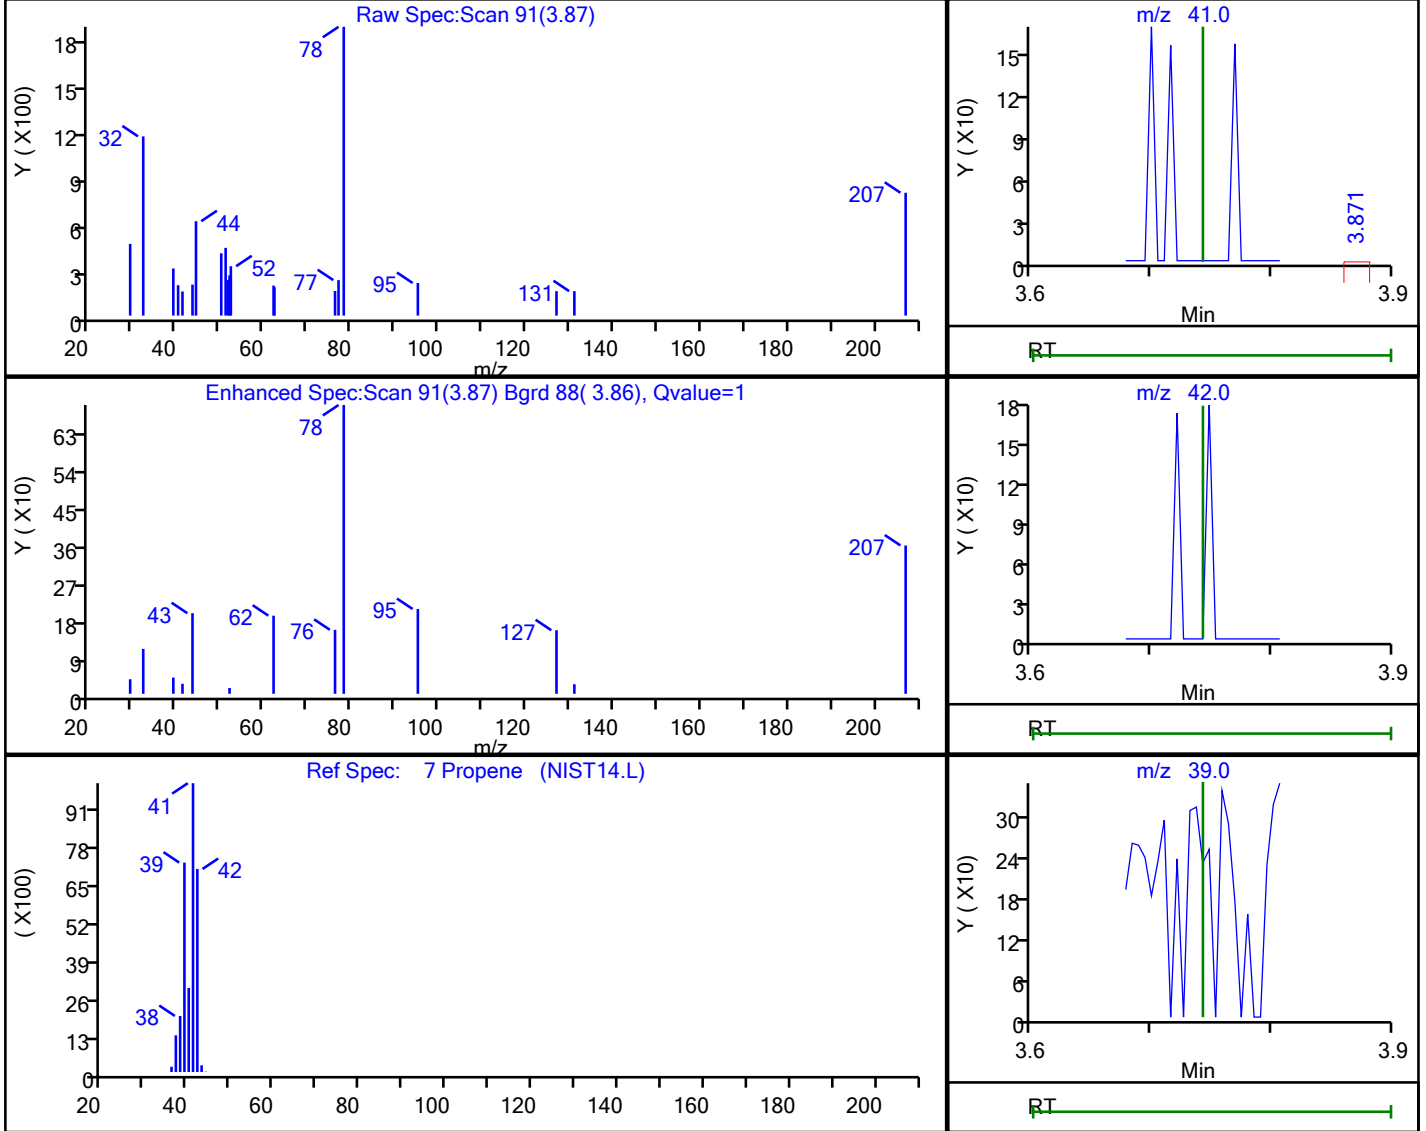 Raw Spec:Scan 91(3.87)
Y ( X100)
18
15
12
9
6
3
0
78
32
44
52
77
95
131
207
20 40 60 80 100 120 140 160 180 200
m/z
m/z 41.0
Y ( X10)
15
12
9
6
3
0
3.871
3.6 3.9
Min
RT
Enhanced Spec:Scan 91(3.87) Bgrd 88( 3.86), Qvalue=1
Y ( X10)
63
54
45
36
27
18
9
0
78
43
62
76
95
127
207
20 40 60 80 100 120 140 160 180 200
m/z
m/z 42.0
Y ( X10)
18
15
12
9
6
3
0
3.6 3.9
Min
RT
Ref Spec: 7 Propene (NIST14.L)
( X100)
91
78
65
52
39
26
13
0
41
39
42
38
20 40 60 80 100 120 140 160 180 200
m/z 39.0
Y ( X10)
30
24
18
12
6
0
3.6 3.9
Min
RT